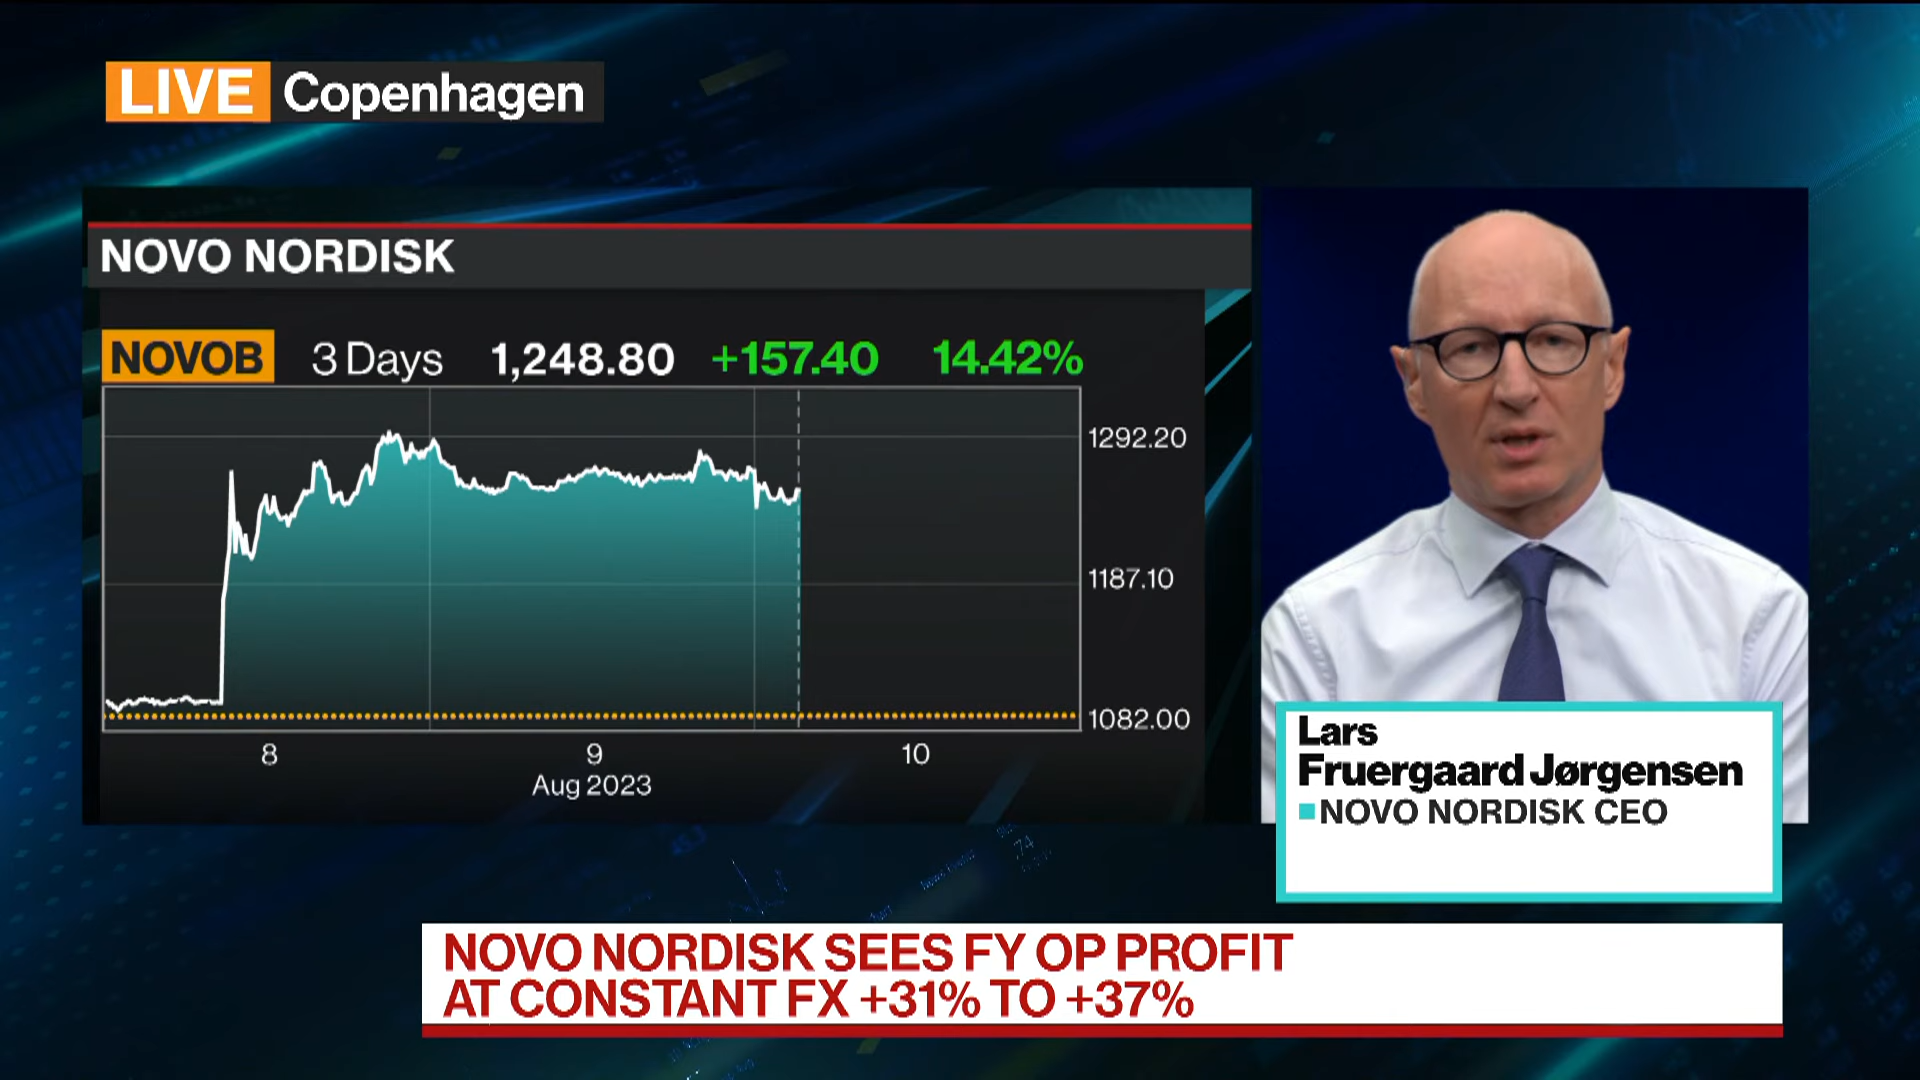 LIVE Copenhagen
NOVO NORDISK
NOVOB 3 Days 1,248.80 +157.40 14.42%
1292.20
1187.10
1082.00
8 9 10
Aug 2023
Lars
Fruergaard Jørgensen
NOVO NORDISK CEO
NOVO NORDISK SEES FY OP PROFIT
AT CONSTANT FX +31% TO +37%